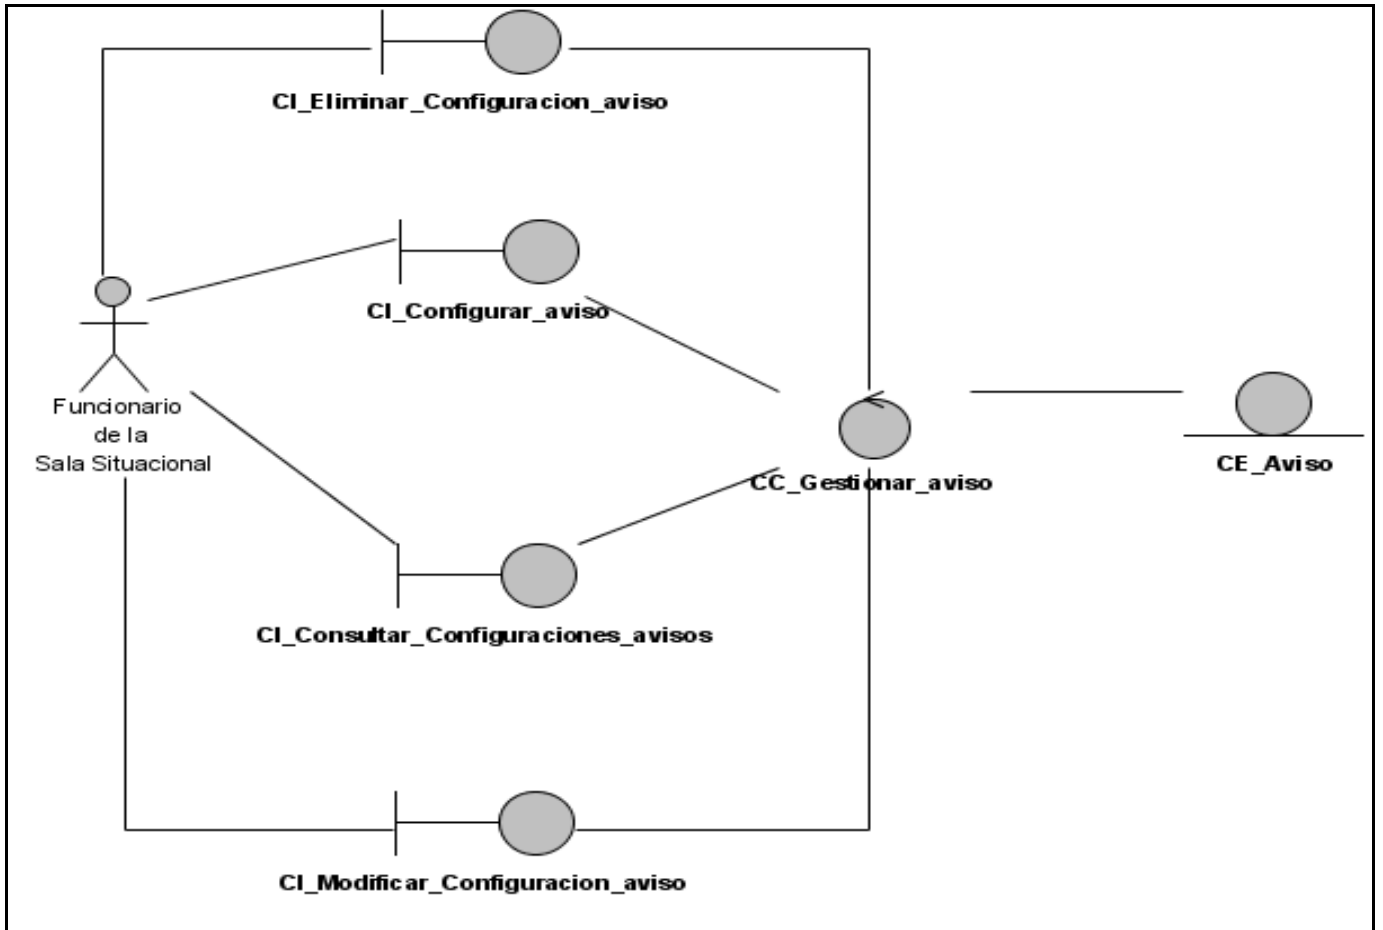 CI_Eliminar_Configuracion_aviso
CI_Configurar_aviso
Funcionario
de la
Sala Situacional
CE_Aviso
CC_Gestionar_aviso
CI_Consultar_Configuraciones_avisos
CI_Modificar_Configuracion_aviso